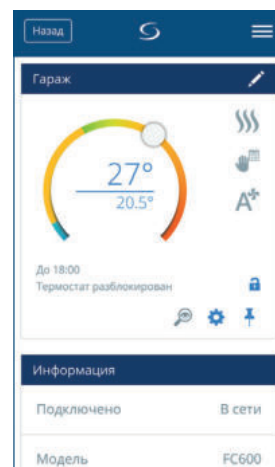 Назад
Гараж
27°
20.5°
A
До 18:00
Термостат разблокирован
Информация
Подключено В сети
Модель FC600